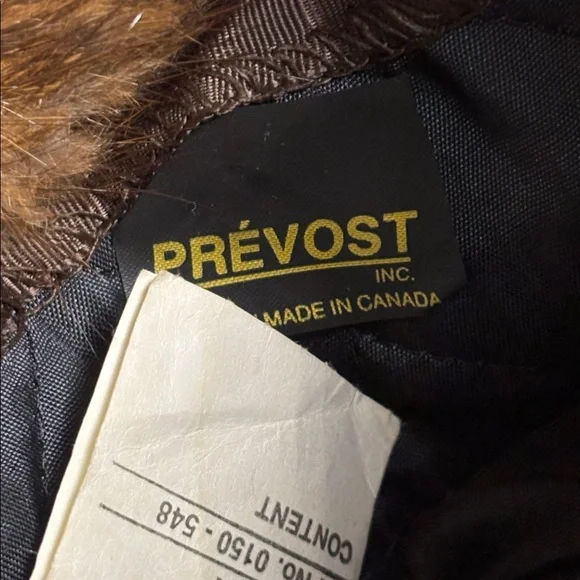 PRÉVOST
INC.
MADE IN CANADA
CONTENT
NO. 0150 - 548